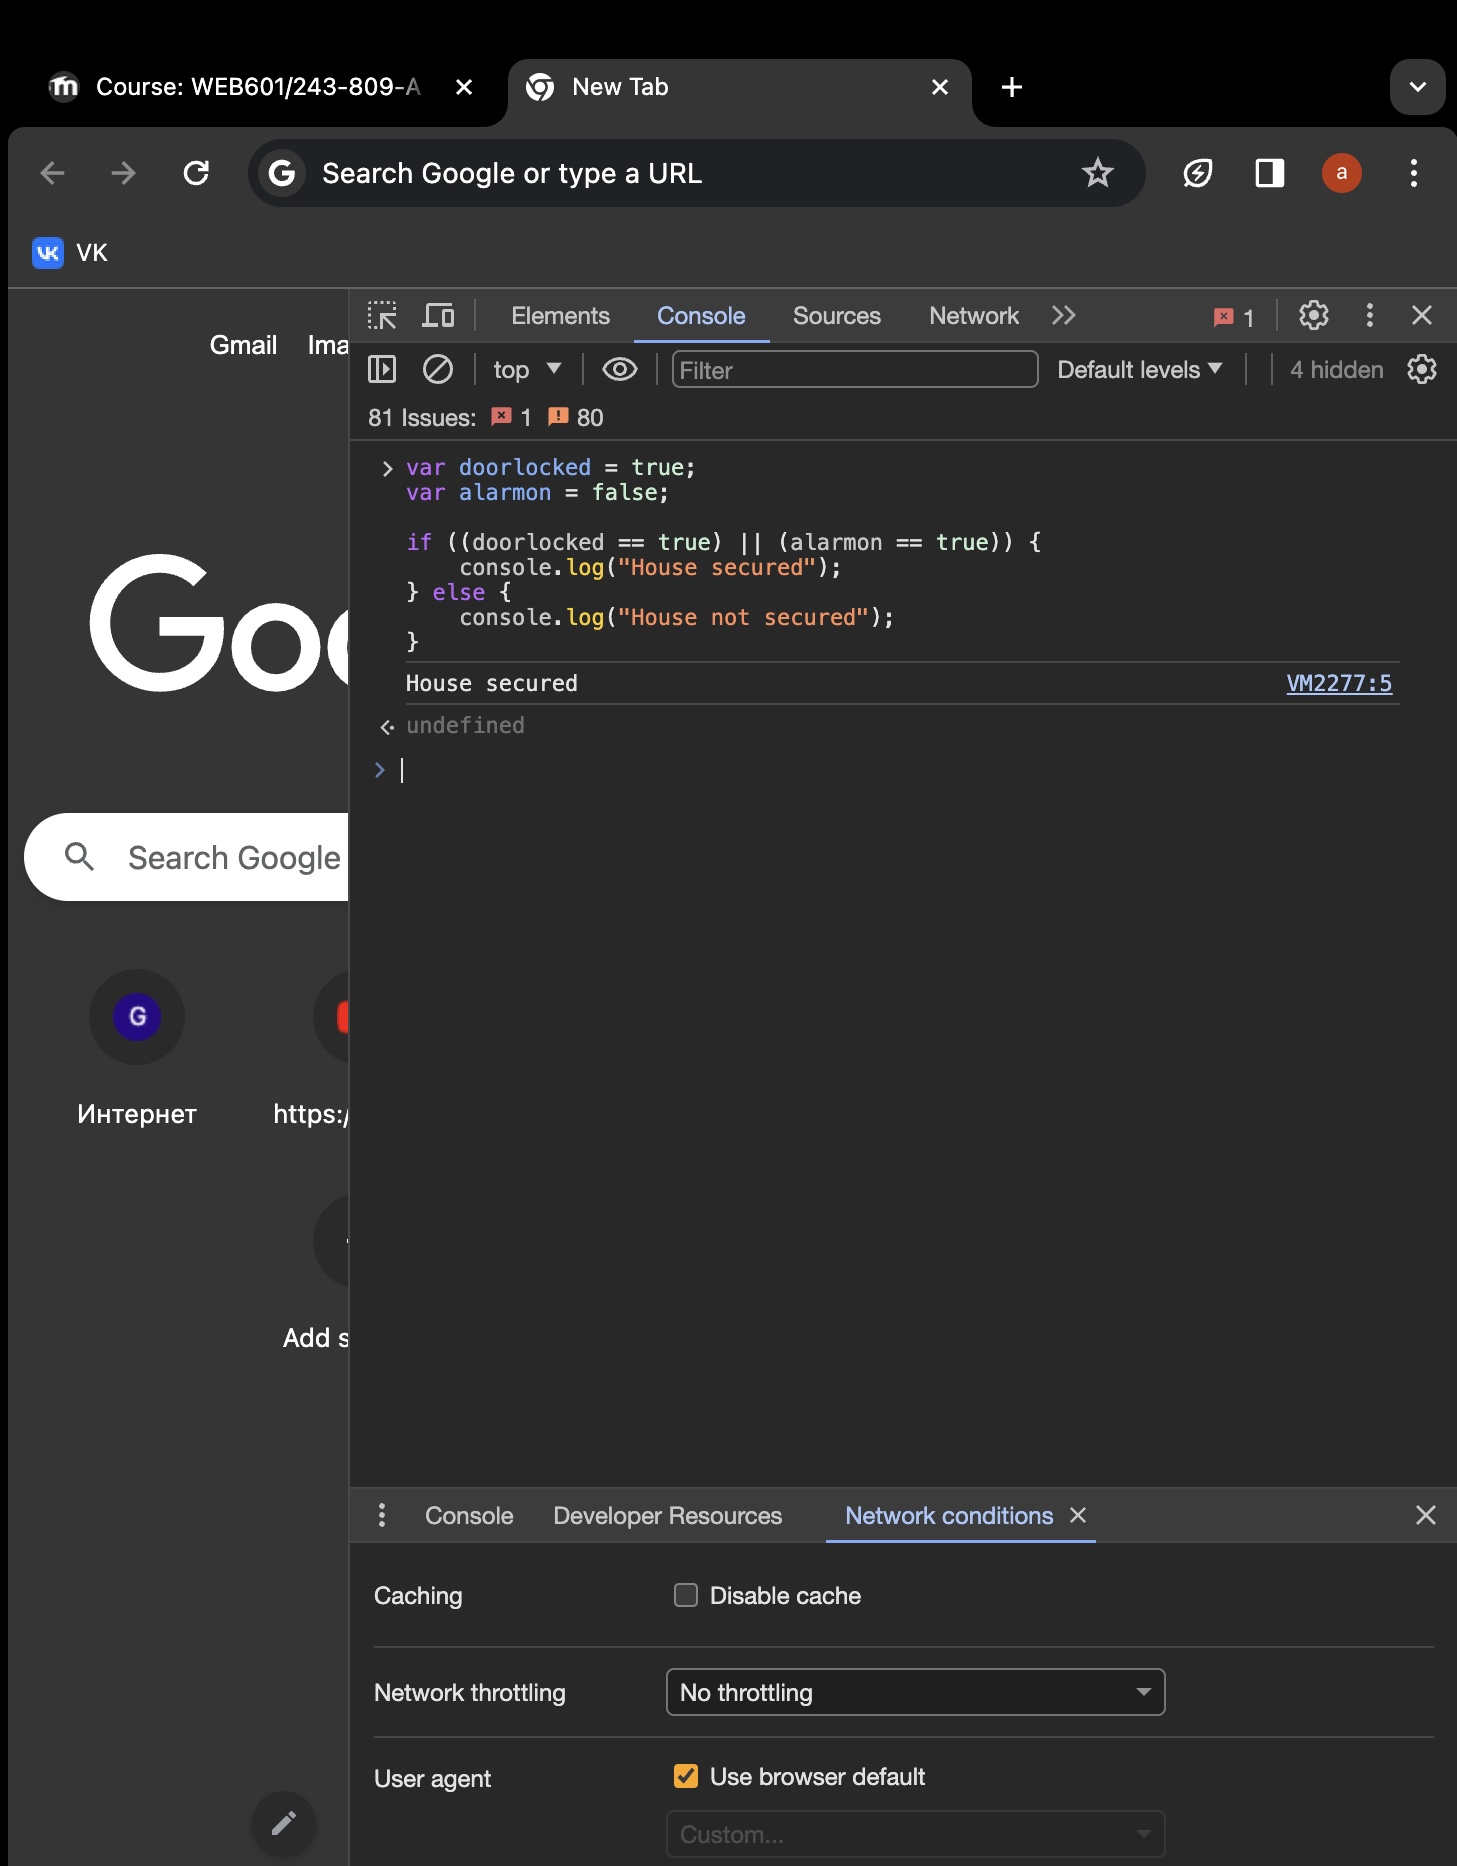 Course: WEB601/243-809-A
New Tab
Search Google or type a URL
a
VK
Gmail
Elements Console Sources Network 1
top Filter Default levels 4 hidden
81 Issues: 1 80
var doorlocked = true;
var alarmon = false;
if ((doorlocked == true) || (alarmon == true)) {
console.log("House secured");
} else {
console.log("House not secured");
}
House secured VM2277:5
undefined
Search Google
G
Интернет
https:/
Add
Console Developer Resources Network conditions
Caching Disable cache
Network throttling No throttling
User agent Use browser default
Custom...